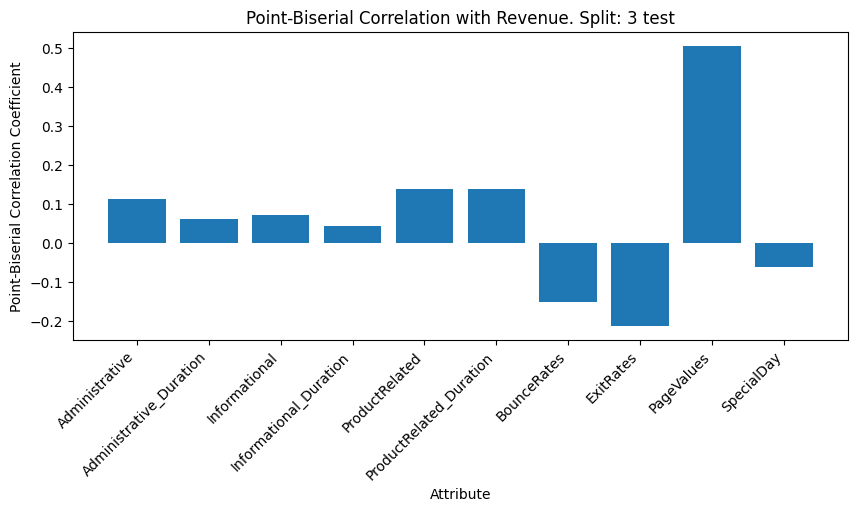 Point-Biserial Correlation with Revenue. Split: 3 test
Point-Biserial Correlation Coefficient
0.5
0.4
0.3
0.2
0.1
0.0
−0.1
−0.2
Administrative
Administrative_Duration
Informational
Informational_Duration
ProductRelated
ProductRelated_Duration
BounceRates
ExitRates
PageValues
SpecialDay
Attribute